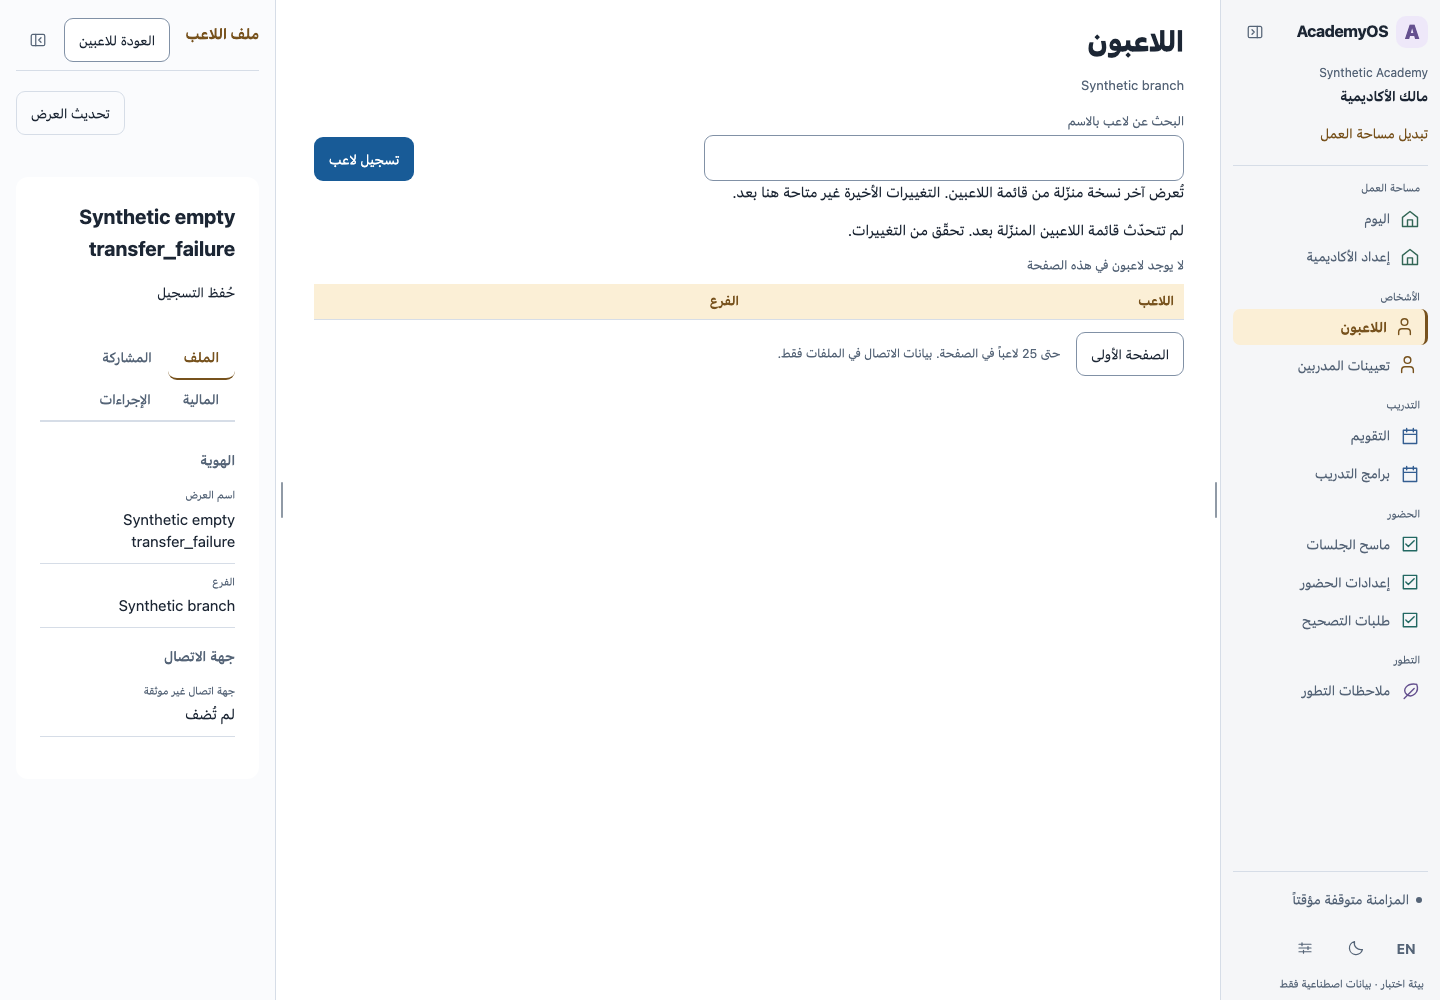 A AcademyOS
Synthetic Academy
مالك الأكاديمية
تبديل مساحة العمل
مساحة العمل
اليوم
إعداد الأكاديمية
الأشخاص
اللاعبون
تعيينات المدربين
التدريب
التقويم
برامج التدريب
الحضور
ماسح الجلسات
إعدادات الحضور
طلبات التصحيح
التطور
ملاحظات التطور
المزامنة متوقفة مؤقتاً
EN
بيئة اختبار · بيانات اصطناعية فقط
اللاعبون
Synthetic branch
البحث عن لاعب بالاسم
تسجيل لاعب
تُعرض آخر نسخة منزّلة من قائمة اللاعبين. التغييرات الأخيرة غير متاحة هنا بعد.
لم تتحدّث قائمة اللاعبين المنزّلة بعد. تحقّق من التغييرات.
لا يوجد لاعبون في هذه الصفحة
اللاعب الفرع
الصفحة الأولى حتى 25 لاعباً في الصفحة. بيانات الاتصال في الملفات فقط.
ملف اللاعب
العودة للاعبين
تحديث العرض
Synthetic empty
transfer_failure
حُفظ التسجيل
الملف المشاركة
المالية الإجراءات
الهوية
اسم العرض
Synthetic empty
transfer_failure
الفرع
Synthetic branch
جهة الاتصال
جهة اتصال غير موثقة
لم تُضف